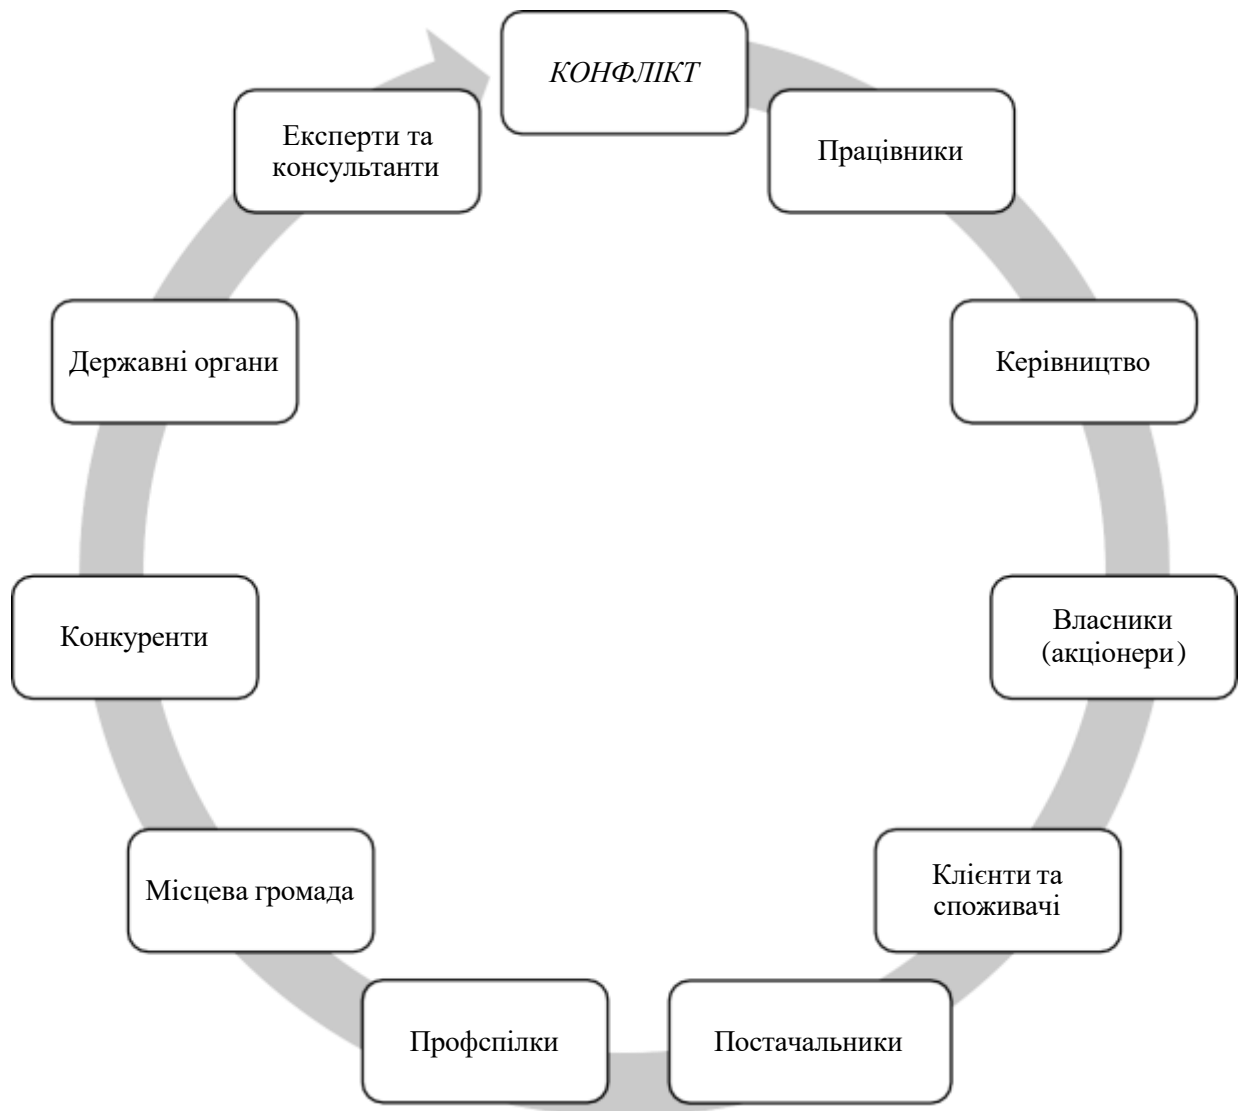 КОНФЛІКТ
Працівники
Керівництво
Власники
(акціонери)
Клієнти та
споживачі
Постачальники
Профспілки
Місцева громада
Конкуренти
Державні органи
Експерти та
консультанти